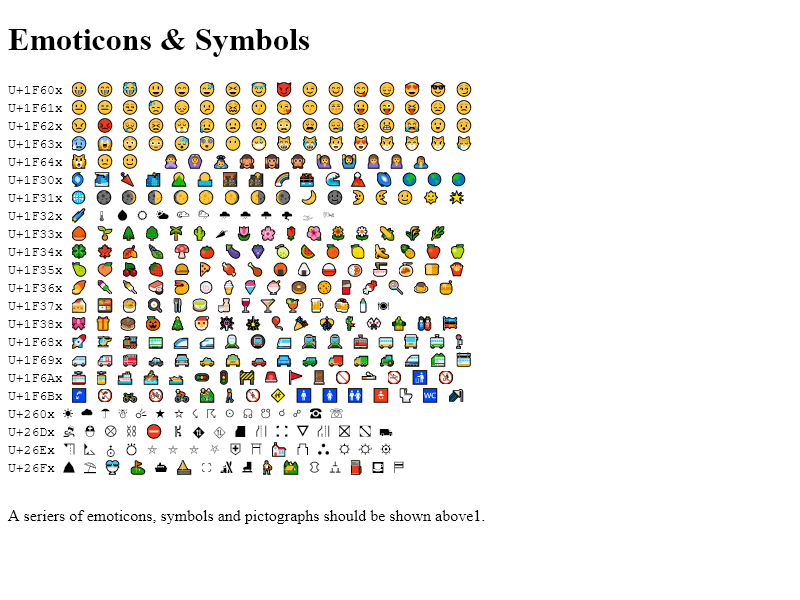 Emoticons & Symbols
U+1F60x
U+1F61x
U+1F62x
U+1F63x
U+1F64x
U+1F30x
U+1F31x
U+1F32x
U+1F33x
U+1F34x
U+1F35x
U+1F36x
U+1F37x
U+1F38x
U+1F68x
U+1F69x
U+1F6Ax
U+1F6Bx
U+260x
U+26Dx
U+26Ex
U+26Fx
A seriers of emoticons, symbols and pictographs should be shown above1.